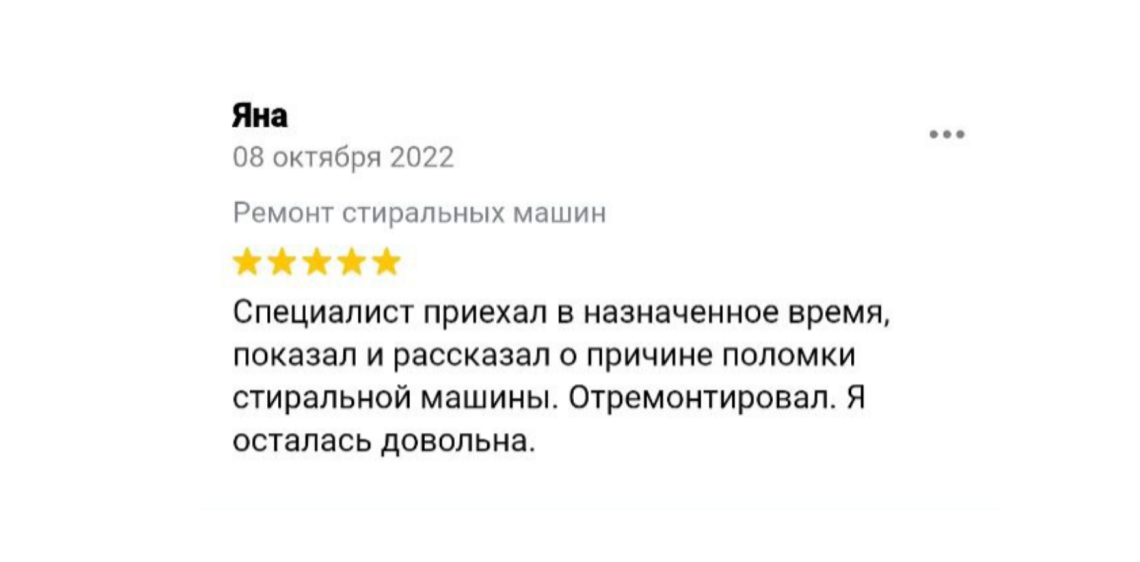 Яна
08 октября 2022
Ремонт стиральных машин
Специалист приехал в назначенное время,
показал и рассказал о причине поломки
стиральной машины. Отремонтировал. Я
осталась довольна.